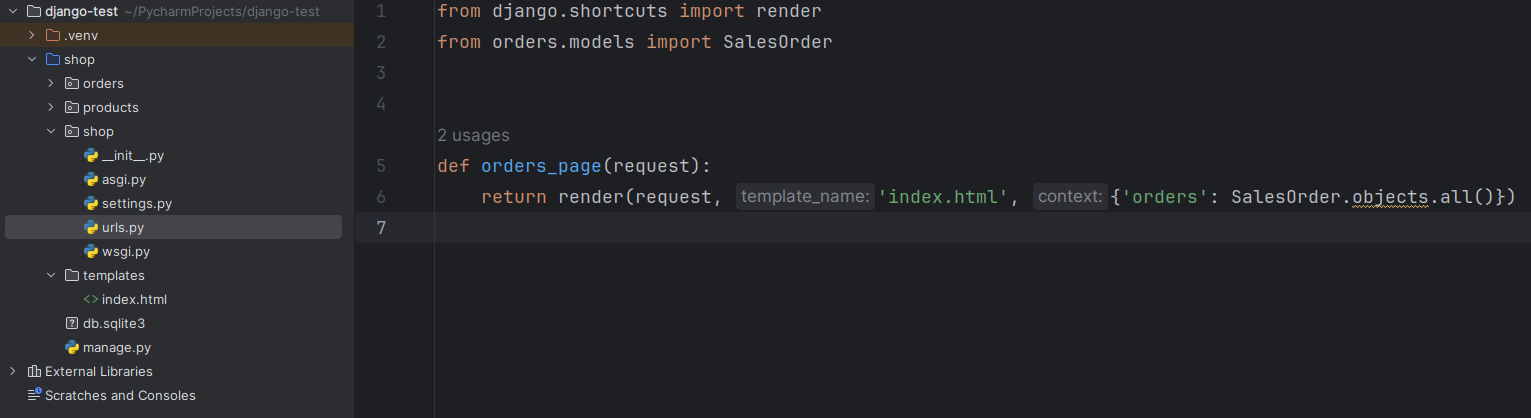 django-test ~/PycharmProjects/django-test
.venv
shop
orders
products
shop
__init__.py
asgi.py
settings.py
urls.py
wsgi.py
templates
<> index.html
db.sqlite3
manage.py
External Libraries
Scratches and Consoles
1 from django.shortcuts import render
2 from orders.models import SalesOrder
3
4
2 usages
5 def orders_page(request):
6 return render(request, template_name: 'index.html', context: {'orders': SalesOrder.objects.all()})
7